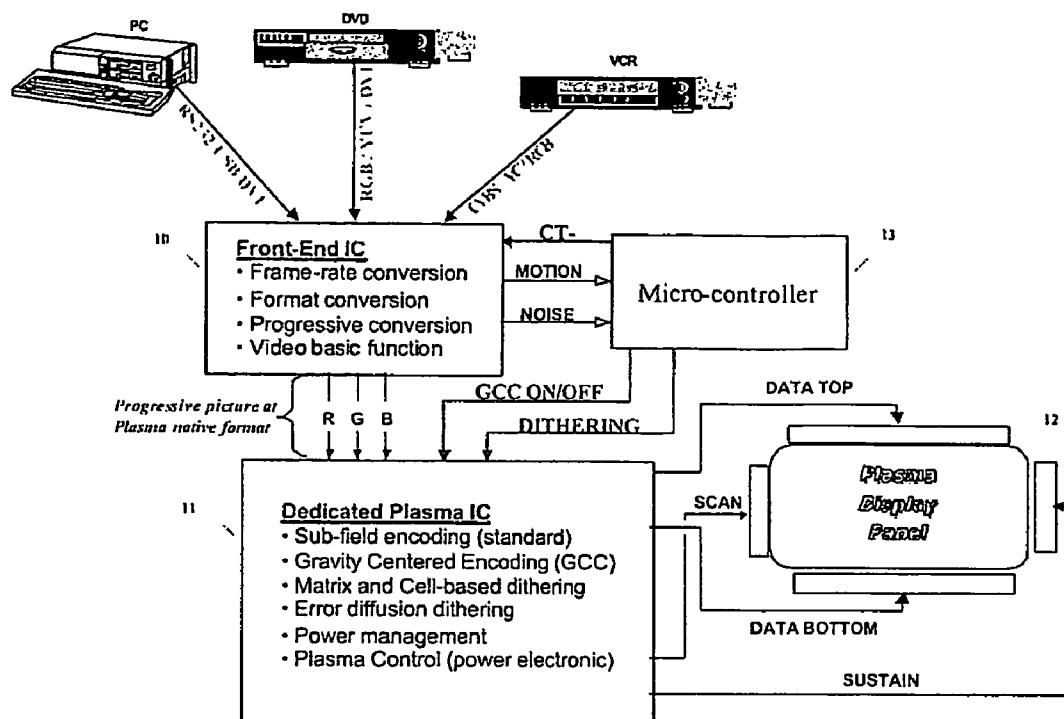 PC
DVD
VCR
RGB / YUV / DVI
10
Front-End IC
• Frame-rate conversion
• Format conversion
• Progressive conversion
• Video basic function
CT-
MOTION
NOISE
13
Micro-controller
Progressive picture at
Plasma native format
R G B
GCC ON/OFF
DITHERING
DATA TOP
12
Plasma
Display
Panel
SCAN
11
Dedicated Plasma IC
• Sub-field encoding (standard)
• Gravity Centered Encoding (GCC)
• Matrix and Cell-based dithering
• Error diffusion dithering
• Power management
• Plasma Control (power electronic)
DATA BOTTOM
SUSTAIN